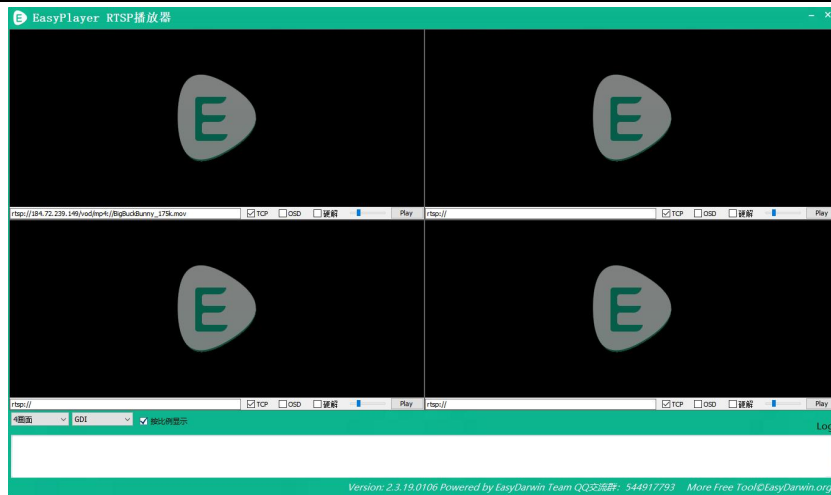 E EasyPlayer RTSP播放器
E
E
rtsp://184.72.239.149/vod/mp4://BigBuckBunny_175k.mov TCP OSD 硬解 Play
rtsp:// TCP OSD 硬解 Play
E
E
rtsp:// TCP OSD 硬解 Play
rtsp:// TCP OSD 硬解 Play
4画面 GDI 按比例显示
Log
Version: 2.3.19.0106 Powered by EasyDarwin Team QQ交流群: 544917793 More Free Tool©EasyDarwin.org